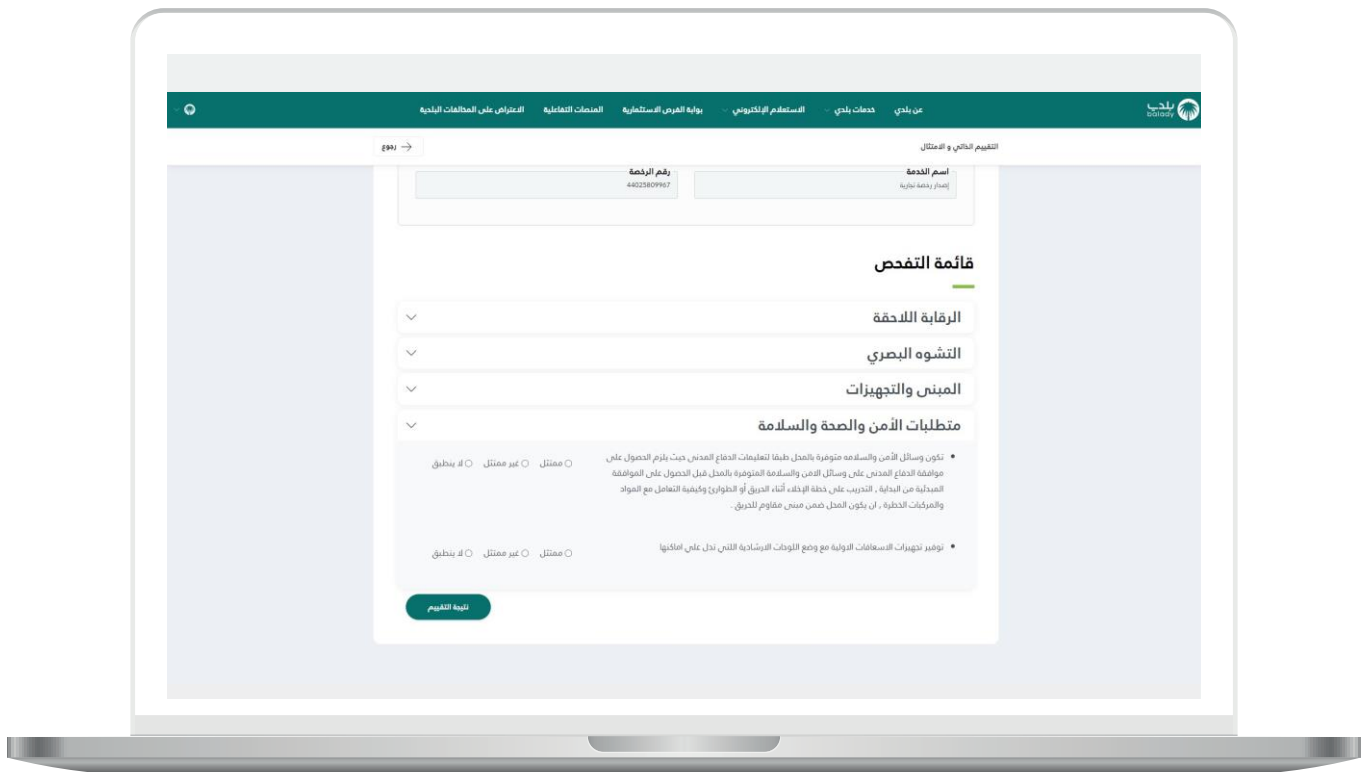 بلدي
balady
عن بلدي
خدمات بلدي
الاستعلام الإلكتروني
بوابة الفرص الاستثمارية
المنصات التفاعلية
الاعتراض على المخالفات البلدية
التقييم الذاتي و الامتثال
رجوع
اسم الخدمة
إصدار رخصة تجارية
رقم الرخصة
44025809967
قائمة التفحص
الرقابة اللاحقة
التشوه البصري
المبنى والتجهيزات
متطلبات الأمن والصحة والسلامة
تكون وسائل الأمن والسلامه متوفرة بالمحل طبقا لتعليمات الدفاع المدني حيث يلزم الحصول على
موافقة الدفاع المدني على وسائل الامن والسلامة المتوفرة بالمحل قبل الحصول على الموافقة
المبدئية من البداية , التدريب على خطة الإخلاء أثناء الحريق أو الطوارئ وكيفية التعامل مع المواد
والمركبات الخطرة , ان يكون المحل ضمن مبنى مقاوم للحريق .
ممتثل
غير ممتثل
لا ينطبق
توفير تجهيزات الاسعافات الاولية مع وضع اللوحات الارشادية اللتي تدل على اماكنها
ممتثل
غير ممتثل
لا ينطبق
نتيجة التقييم